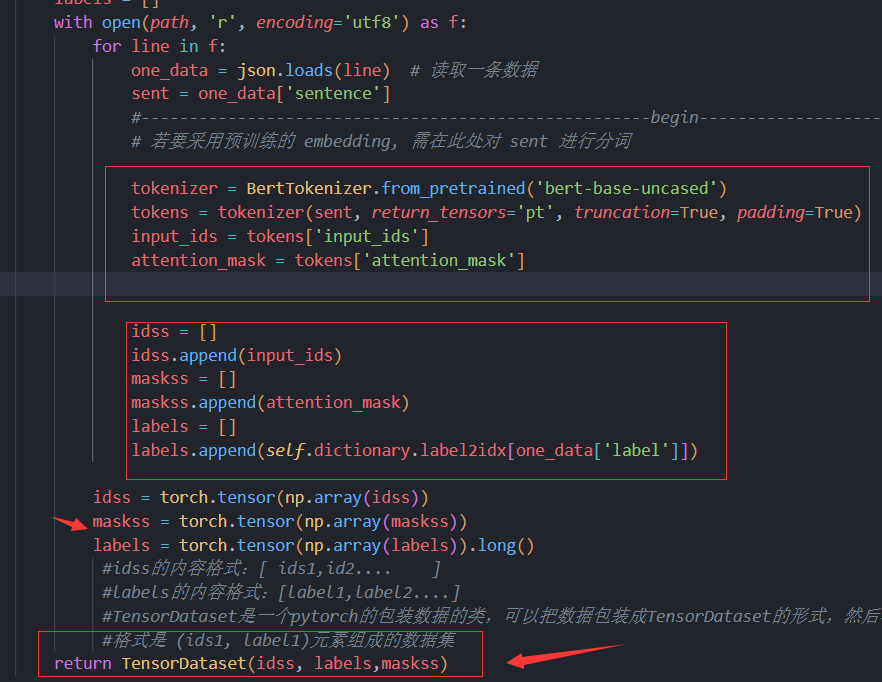 labels = []
with open(path, 'r', encoding='utf8') as f:
for line in f:
one_data = json.loads(line)  # 读取一条数据
sent = one_data['sentence']
#-----------------------------------------------------begin-------------------
# 若要采用预训练的 embedding, 需在此处对 sent 进行分词
tokenizer = BertTokenizer.from_pretrained('bert-base-uncased')
tokens = tokenizer(sent, return_tensors='pt', truncation=True, padding=True)
input_ids = tokens['input_ids']
attention_mask = tokens['attention_mask']
idss = []
idss.append(input_ids)
maskss = []
maskss.append(attention_mask)
labels = []
labels.append(self.dictionary.label2idx[one_data['label']])
idss = torch.tensor(np.array(idss))
maskss = torch.tensor(np.array(maskss))
labels = torch.tensor(np.array(labels)).long()
#idss的内容格式：[ ids1,id2....    ]
#labels的内容格式：[label1,label2....]
#TensorDataset是一个pytorch的包装数据的类，可以把数据包装成TensorDataset的形式，然后
#格式是 (ids1, label1)元素组成的数据集
return TensorDataset(idss, labels,maskss)